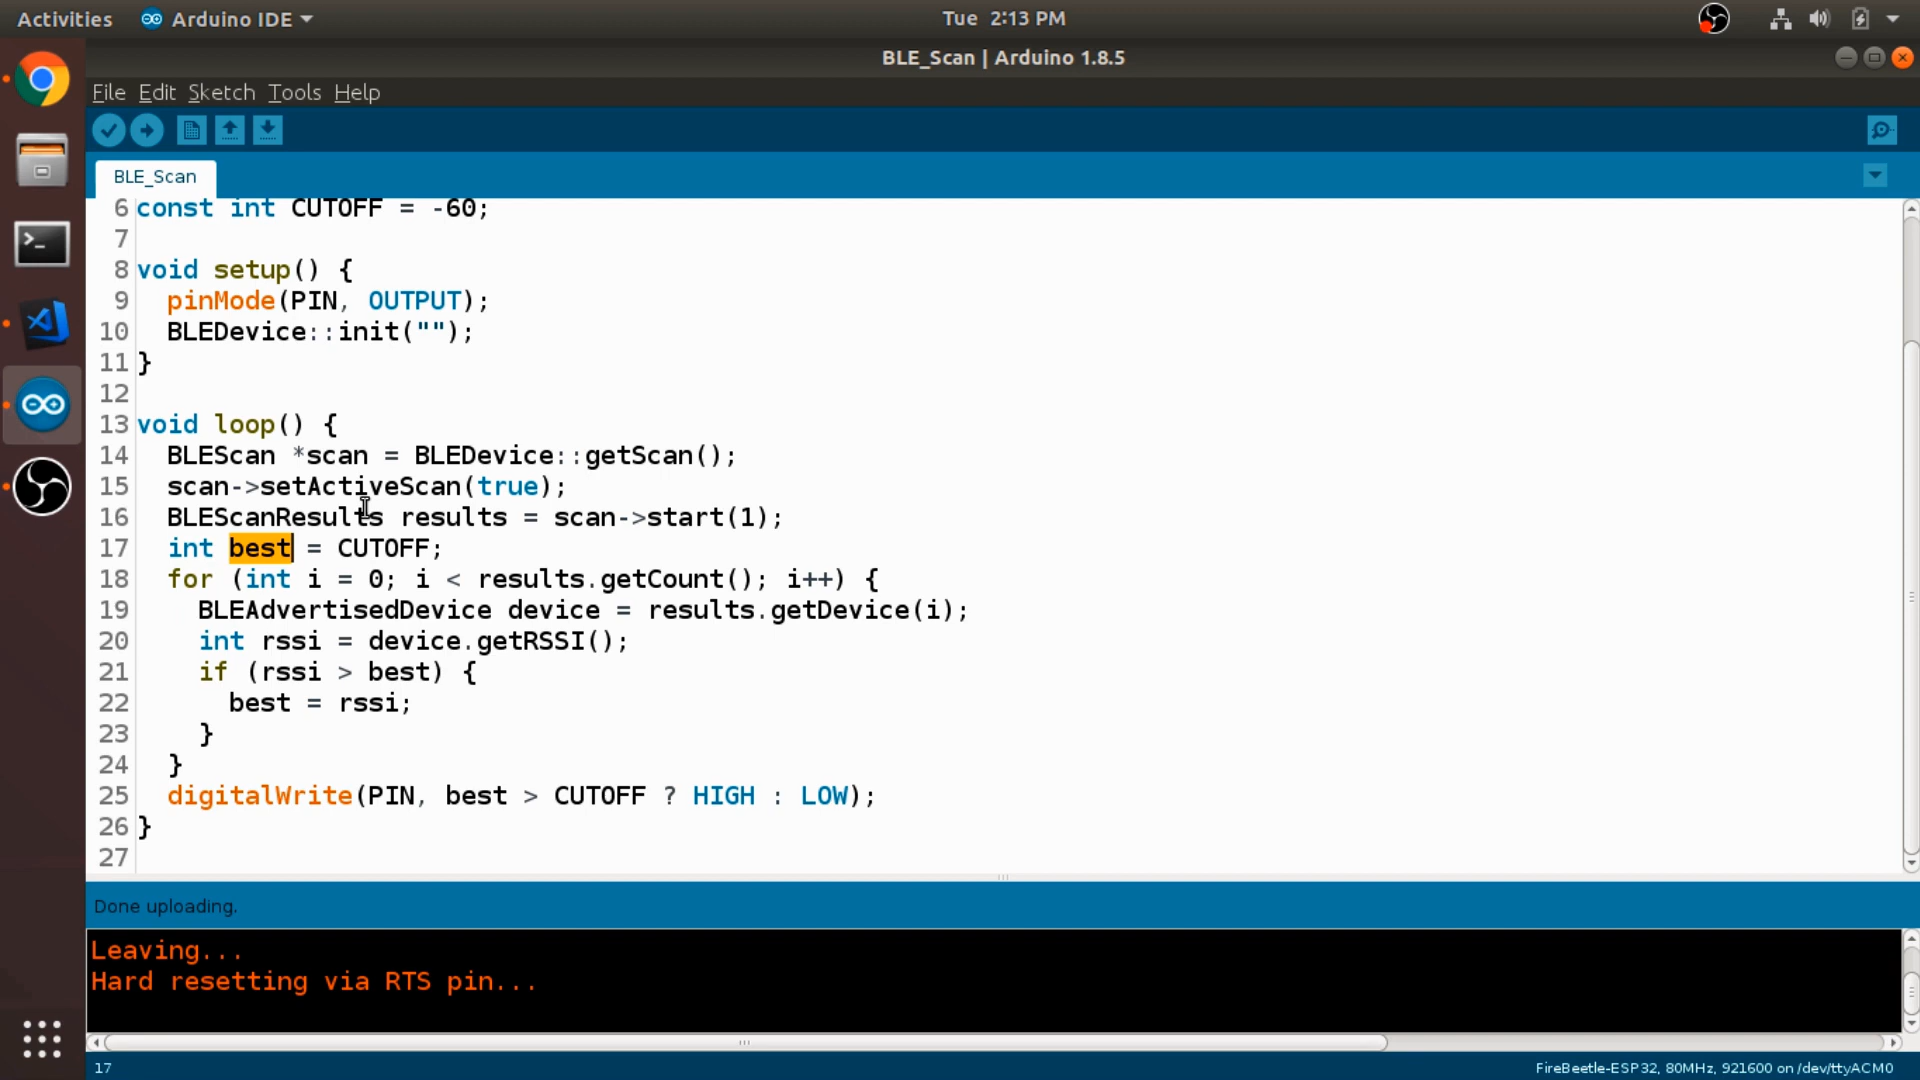 Activities Arduino IDE Tue 2:13 PM
BLE_Scan | Arduino 1.8.5
File Edit Sketch Tools Help
BLE_Scan
6 const int CUTOFF = -60;
7
8 void setup() {
9 pinMode(PIN, OUTPUT);
10 BLEDevice::init("");
11 }
12
13 void loop() {
14 BLEScan *scan = BLEDevice::getScan();
15 scan->setActiveScan(true);
16 BLEScanResults results = scan->start(1);
17 int best = CUTOFF;
18 for (int i = 0; i < results.getCount(); i++) {
19 BLEAdvertisedDevice device = results.getDevice(i);
20 int rssi = device.getRSSI();
21 if (rssi > best) {
22 best = rssi;
23 }
24 }
25 digitalWrite(PIN, best > CUTOFF ? HIGH : LOW);
26 }
27
Done uploading.
Leaving...
Hard resetting via RTS pin...
17 FireBeetle-ESP32, 80MHz, 921600 on /dev/ttyACM0